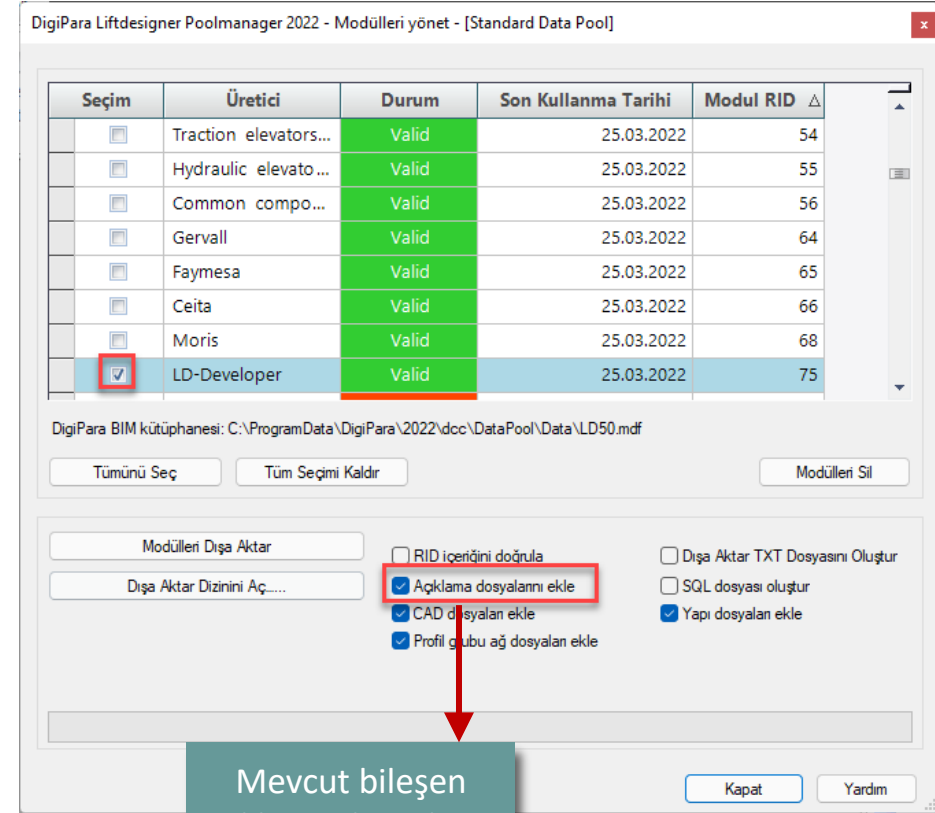 DigiPara Liftdesigner Poolmanager 2022 - Modülleri yönet - [Standard Data Pool]
x
Seçim Üretici Durum Son Kullanma Tarihi Modul RID
Traction elevators... Valid 25.03.2022 54
Hydraulic elevato... Valid 25.03.2022 55
Common compo... Valid 25.03.2022 56
Gervall Valid 25.03.2022 64
Faymesa Valid 25.03.2022 65
Ceita Valid 25.03.2022 66
Moris Valid 25.03.2022 68
LD-Developer Valid 25.03.2022 75
DigiPara BIM kütüphanesi: C:\ProgramData\DigiPara\2022\dcc\DataPool\Data\LD50.mdf
Tümünü Seç Tüm Seçimi Kaldır Modülleri Sil
Modülleri Dışa Aktar RID içeriğini doğrula Dışa Aktar TXT Dosyasını Oluştur
Dışa Aktar Dizinini Aç...... Açıklama dosyalarını ekle SQL dosyası oluştur
CAD dosyaları ekle Yapı dosyaları ekle
Profil grubu ağ dosyaları ekle
Mevcut bileşen
Kapat Yardım